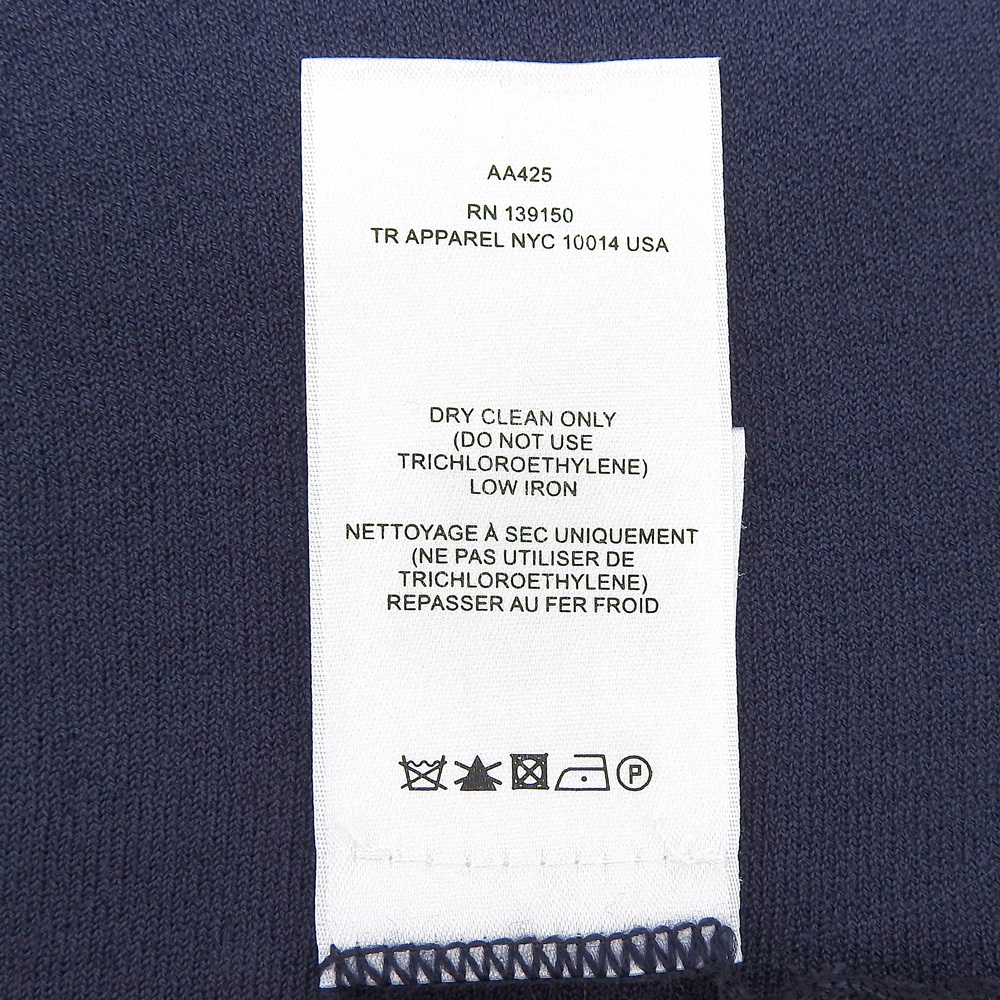 AA425
RN 139150
TR APPAREL NYC 10014 USA
DRY CLEAN ONLY
(DO NOT USE
TRICHLOROETHYLENE)
LOW IRON
NETTOYAGE À SEC UNIQUEMENT
(NE PAS UTILISER DE
TRICHLOROETHYLENE)
REPASSER AU FER FROID
P